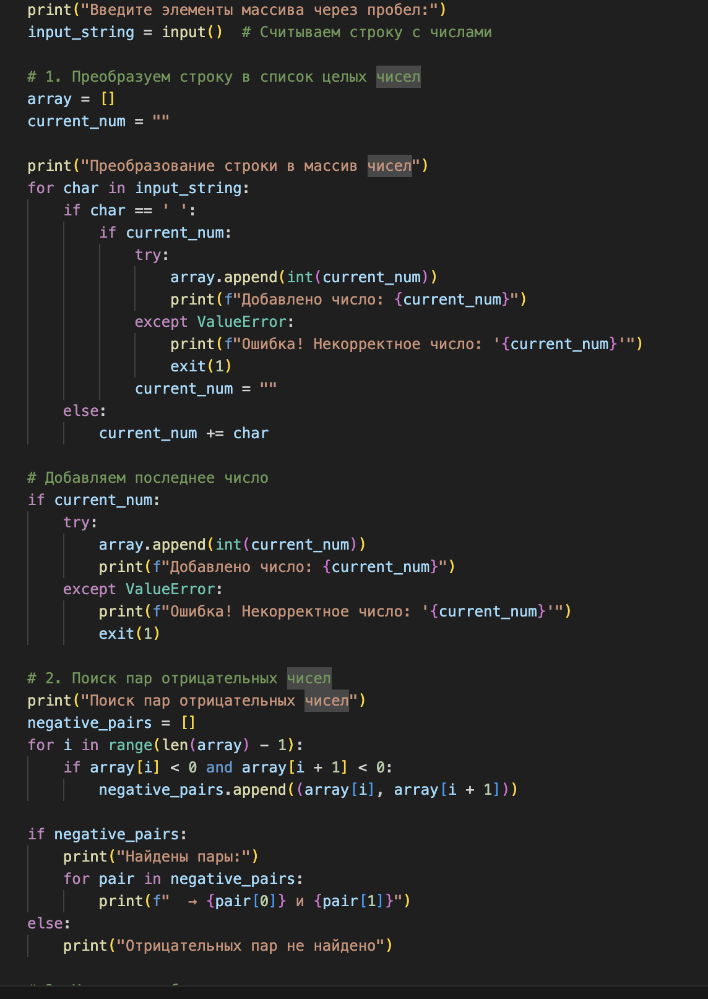 print("Введите элементы массива через пробел:")
input_string = input()  # Считываем строку с числами

# 1. Преобразуем строку в список целых чисел
array = []
current_num = ""

print("Преобразование строки в массив чисел")
for char in input_string:
    if char == ' ':
        if current_num:
            try:
                array.append(int(current_num))
                print(f"Добавлено число: {current_num}")
            except ValueError:
                print(f"Ошибка! Некорректное число: '{current_num}'")
                exit(1)
            current_num = ""
    else:
        current_num += char

# Добавляем последнее число
if current_num:
    try:
        array.append(int(current_num))
        print(f"Добавлено число: {current_num}")
    except ValueError:
        print(f"Ошибка! Некорректное число: '{current_num}'")
        exit(1)

# 2. Поиск пар отрицательных чисел
print("Поиск пар отрицательных чисел")
negative_pairs = []
for i in range(len(array) - 1):
    if array[i] < 0 and array[i + 1] < 0:
        negative_pairs.append((array[i], array[i + 1]))

if negative_pairs:
    print("Найдены пары:")
    for pair in negative_pairs:
        print(f"  → {pair[0]} и {pair[1]}")
else:
    print("Отрицательных пар не найдено")